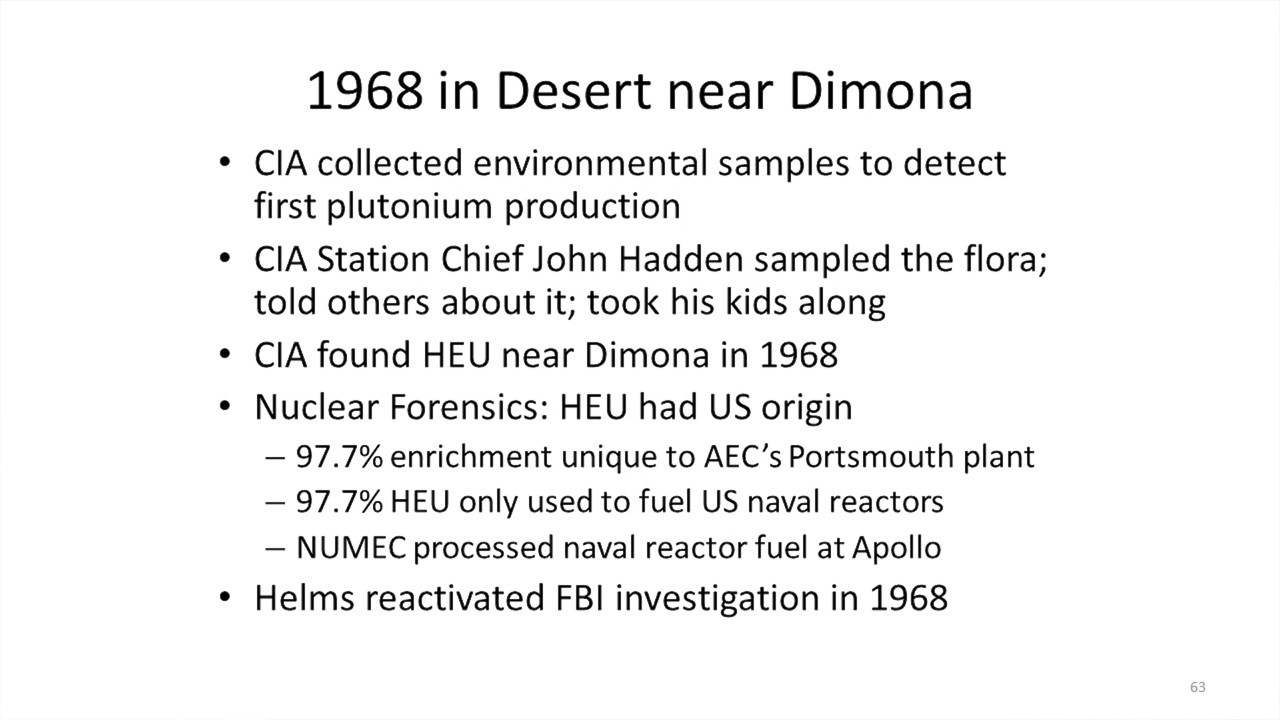 1968 in Desert near Dimona
• CIA collected environmental samples to detect
first plutonium production
• CIA Station Chief John Hadden sampled the flora;
told others about it; took his kids along
• CIA found HEU near Dimona in 1968
• Nuclear Forensics: HEU had US origin
– 97.7% enrichment unique to AEC’s Portsmouth plant
– 97.7% HEU only used to fuel US naval reactors
– NUMEC processed naval reactor fuel at Apollo
• Helms reactivated FBI investigation in 1968
63